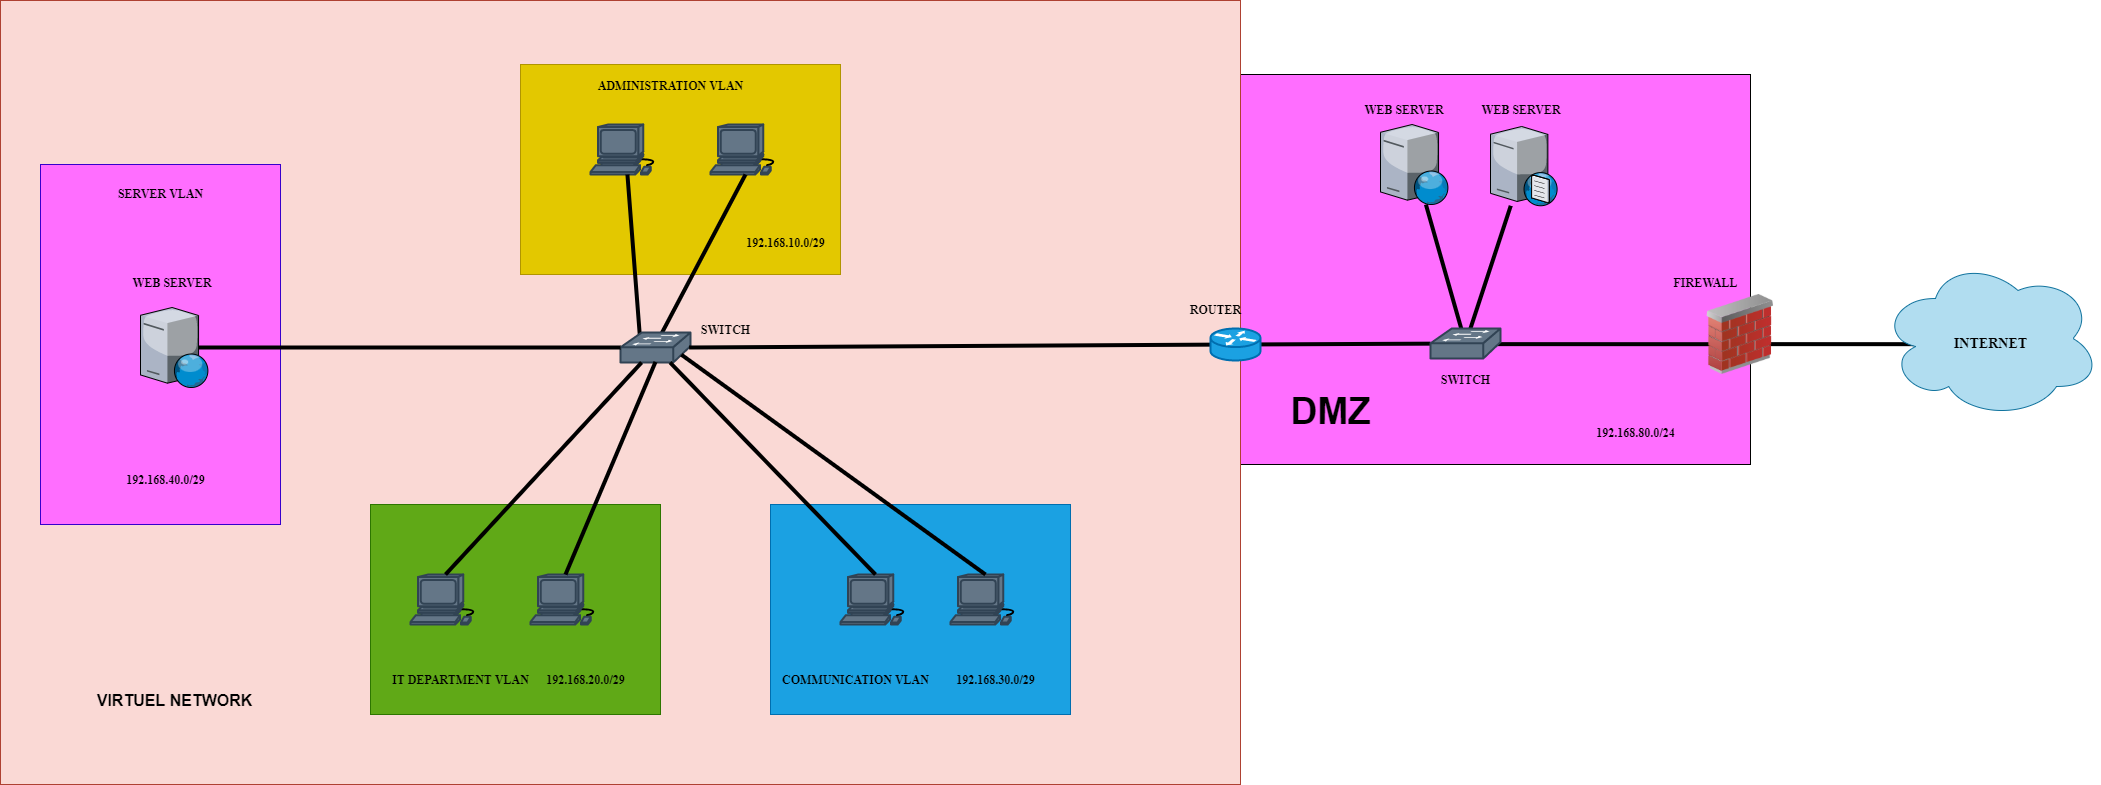 ADMINISTRATION VLAN
192.168.10.0/29
SERVER VLAN
WEB SERVER
192.168.40.0/29
SWITCH
ROUTER
WEB SERVER
WEB SERVER
FIREWALL
SWITCH
DMZ
192.168.80.0/24
INTERNET
IT DEPARTMENT VLAN
192.168.20.0/29
COMMUNICATION VLAN
192.168.30.0/29
VIRTUEL NETWORK